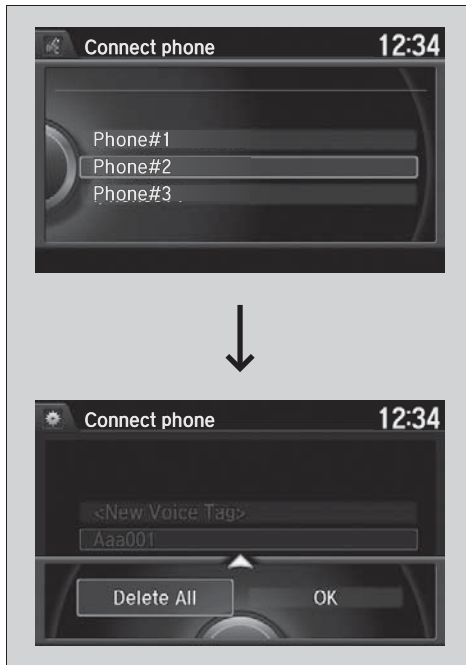 Connect phone 12:34
Phone#1
Phone#2
Phone#3
Connect phone 12:34
<New Voice Tag>
Aaa001
Delete All OK